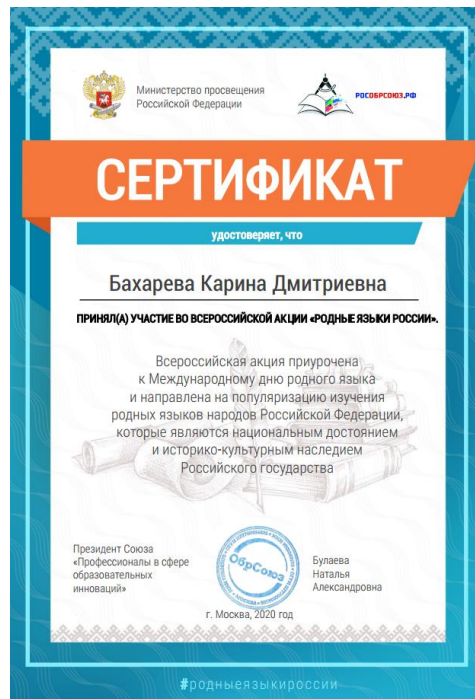 Министерство просвещения
Российской Федерации
РОСОБРСОЮЗ.РФ
СЕРТИФИКАТ
удостоверяет, что
Бахарева Карина Дмитриевна
ПРИНЯЛ(А) УЧАСТИЕ ВО ВСЕРОССИЙСКОЙ АКЦИИ «РОДНЫЕ ЯЗЫКИ РОССИИ».
Всероссийская акция приурочена
к Международному дню родного языка
и направлена на популяризацию изучения
родных языков народов Российской Федерации,
которые являются национальным достоянием
и историко-культурным наследием
Российского государства
Президент Союза
«Профессионалы в сфере
образовательных
инноваций»
ОбрСоюз
Булаева
Наталья
Александровна
г. Москва, 2020 год
#родныеязыкироссии